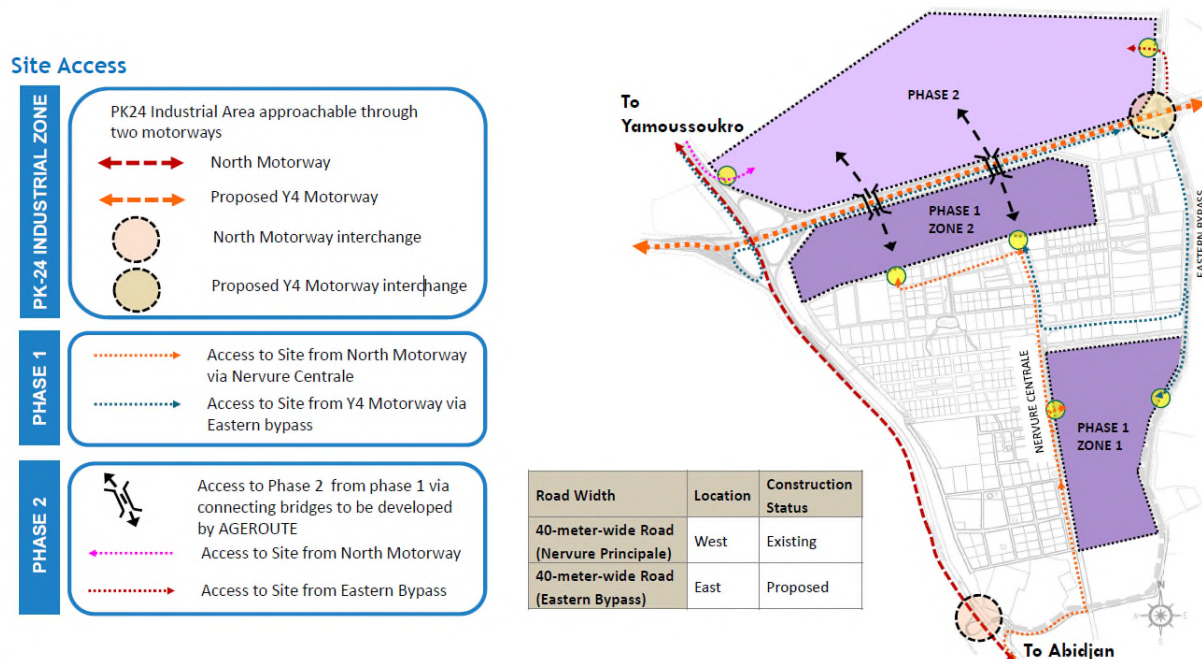 Site Access
PK-24 INDUSTRIAL ZONE
PK24 Industrial Area approachable through
two motorways
North Motorway
Proposed Y4 Motorway
North Motorway interchange
Proposed Y4 Motorway interchange
PHASE 1
Access to Site from North Motorway
via Nervure Centrale
Access to Site from Y4 Motorway via
Eastern bypass
PHASE 2
Access to Phase 2 from phase 1 via
connecting bridges to be developed
by AGEROUTE
Access to Site from North Motorway
Access to Site from Eastern Bypass
Road Width Location Construction
Status
40-meter-wide Road
(Nervure Principale) West Existing
40-meter-wide Road
(Eastern Bypass) East Proposed
To
Yamoussoukro
PHASE 2
PHASE 1
ZONE 2
EASTERN BYPASS
NERVURE CENTRALE
PHASE 1
ZONE 1
N
E
S
To Abidjan